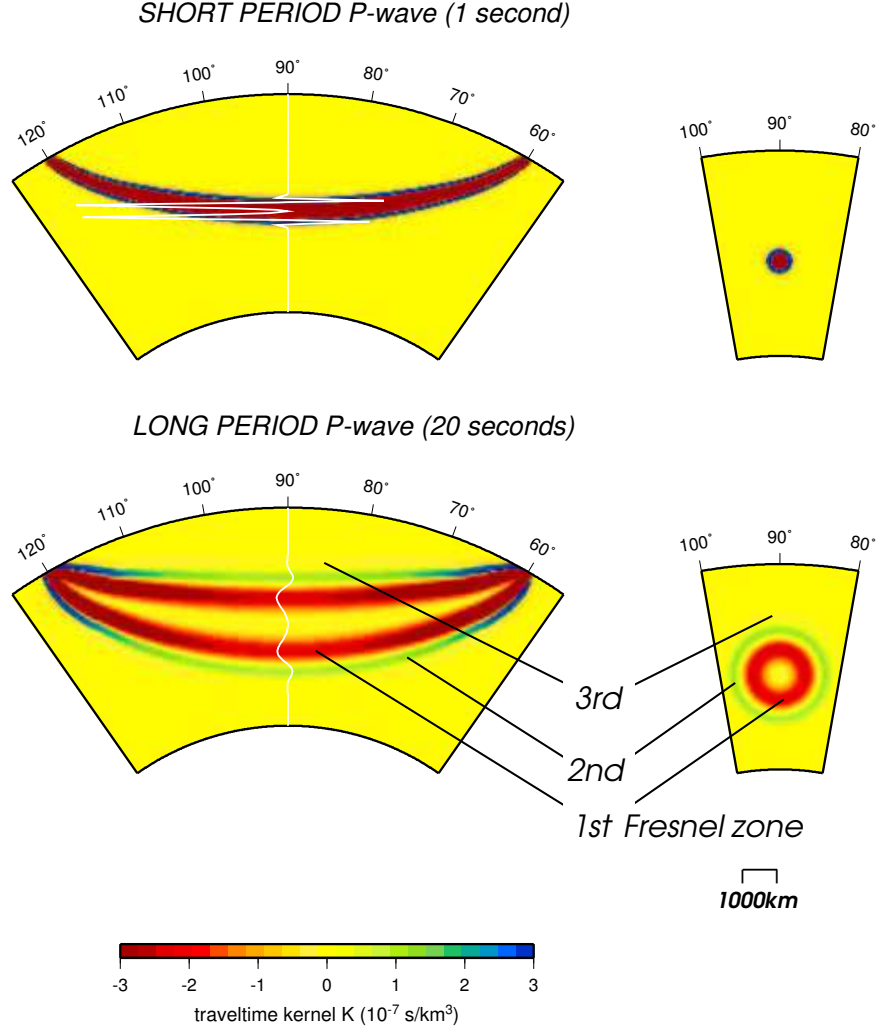 SHORT PERIOD P-wave (1 second)
120˚ 110˚ 100˚ 90˚ 80˚ 70˚ 60˚
100˚ 90˚ 80˚
LONG PERIOD P-wave (20 seconds)
120˚ 110˚ 100˚ 90˚ 80˚ 70˚ 60˚
100˚ 90˚ 80˚
3rd
2nd
1st Fresnel zone
1000km
-3 -2 -1 0 1 2 3
traveltime kernel K (10⁻⁷ s/km³)